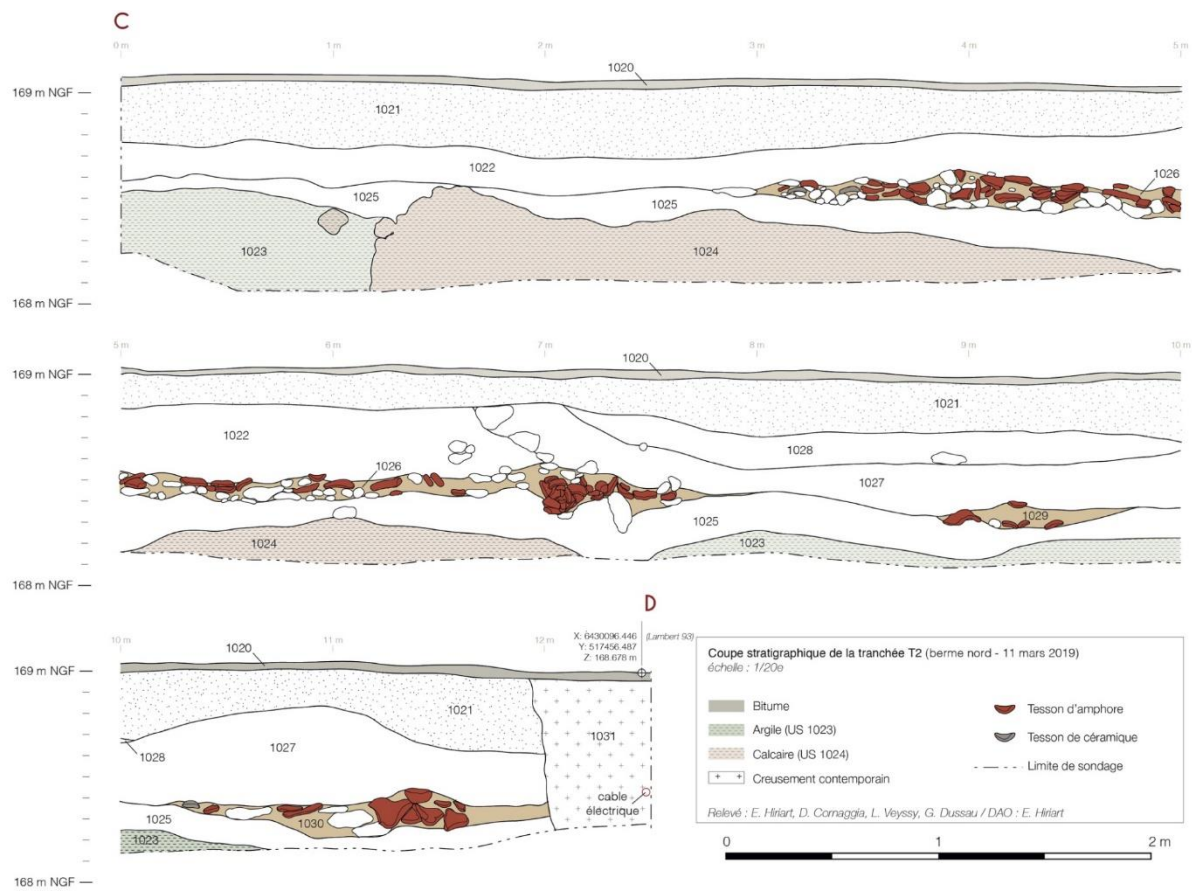 C
0 m 1 m 2 m 3 m 4 m 5 m
1020
169 m NGF
1021
1022
1026
1025
1025
1023
1024
168 m NGF
5 m 6 m 7 m 8 m 9 m 10 m
1020
169 m NGF
1021
1022
1028
1026
1027
1025
1029
1024
1023
168 m NGF
D
10 m 11 m 12 m
X: 6430096.446 (Lambert 93)
Y: 517456.487
Z: 168.678 m
1020
169 m NGF
1021
1031
1028
1027
cable
électrique
1025
1030
1023
168 m NGF
Coupe stratigraphique de la tranchée T2 (berme nord - 11 mars 2019)
échelle : 1/20e
Bitume
Argile (US 1023)
Calcaire (US 1024)
Creusement contemporain
Tesson d'amphore
Tesson de céramique
Limite de sondage
Relevé : E. Hiriart, D. Cornaggia, L. Veyssy, G. Dussau / DAO : E. Hiriart
0 1 2 m